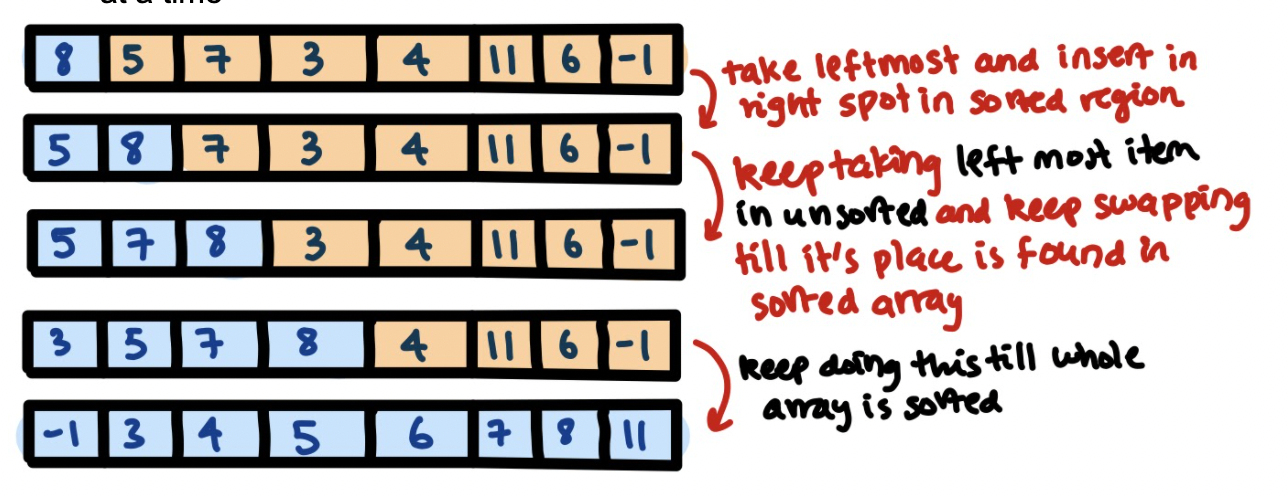 at a time
8 5 7 3 4 11 6 -1
take leftmost and insert in
right spot in sorted region
5 8 7 3 4 11 6 -1
keep taking left most item
in unsorted and keep swapping
till it's place is found in
sorted array
5 7 8 3 4 11 6 -1
3 5 7 8 4 11 6 -1
keep doing this till whole
array is sorted
-1 3 4 5 6 7 8 11